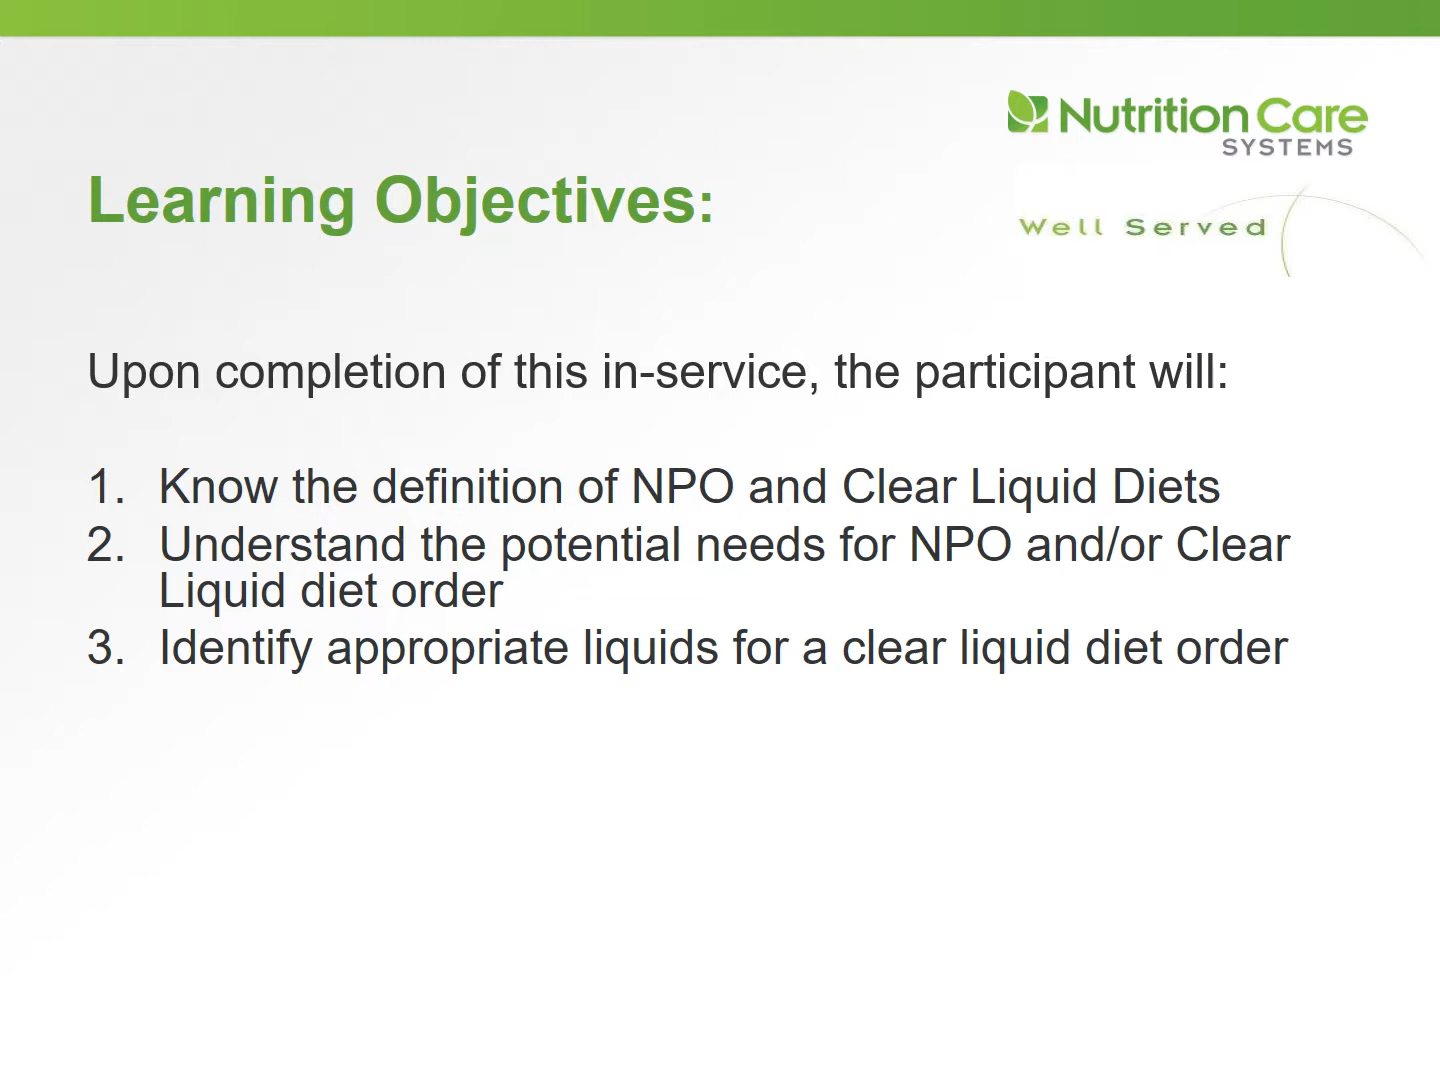 Nutrition Care
SYSTEMS
Learning Objectives:
Well Served
Upon completion of this in-service, the participant will:
1. Know the definition of NPO and Clear Liquid Diets
2. Understand the potential needs for NPO and/or Clear
Liquid diet order
3. Identify appropriate liquids for a clear liquid diet order